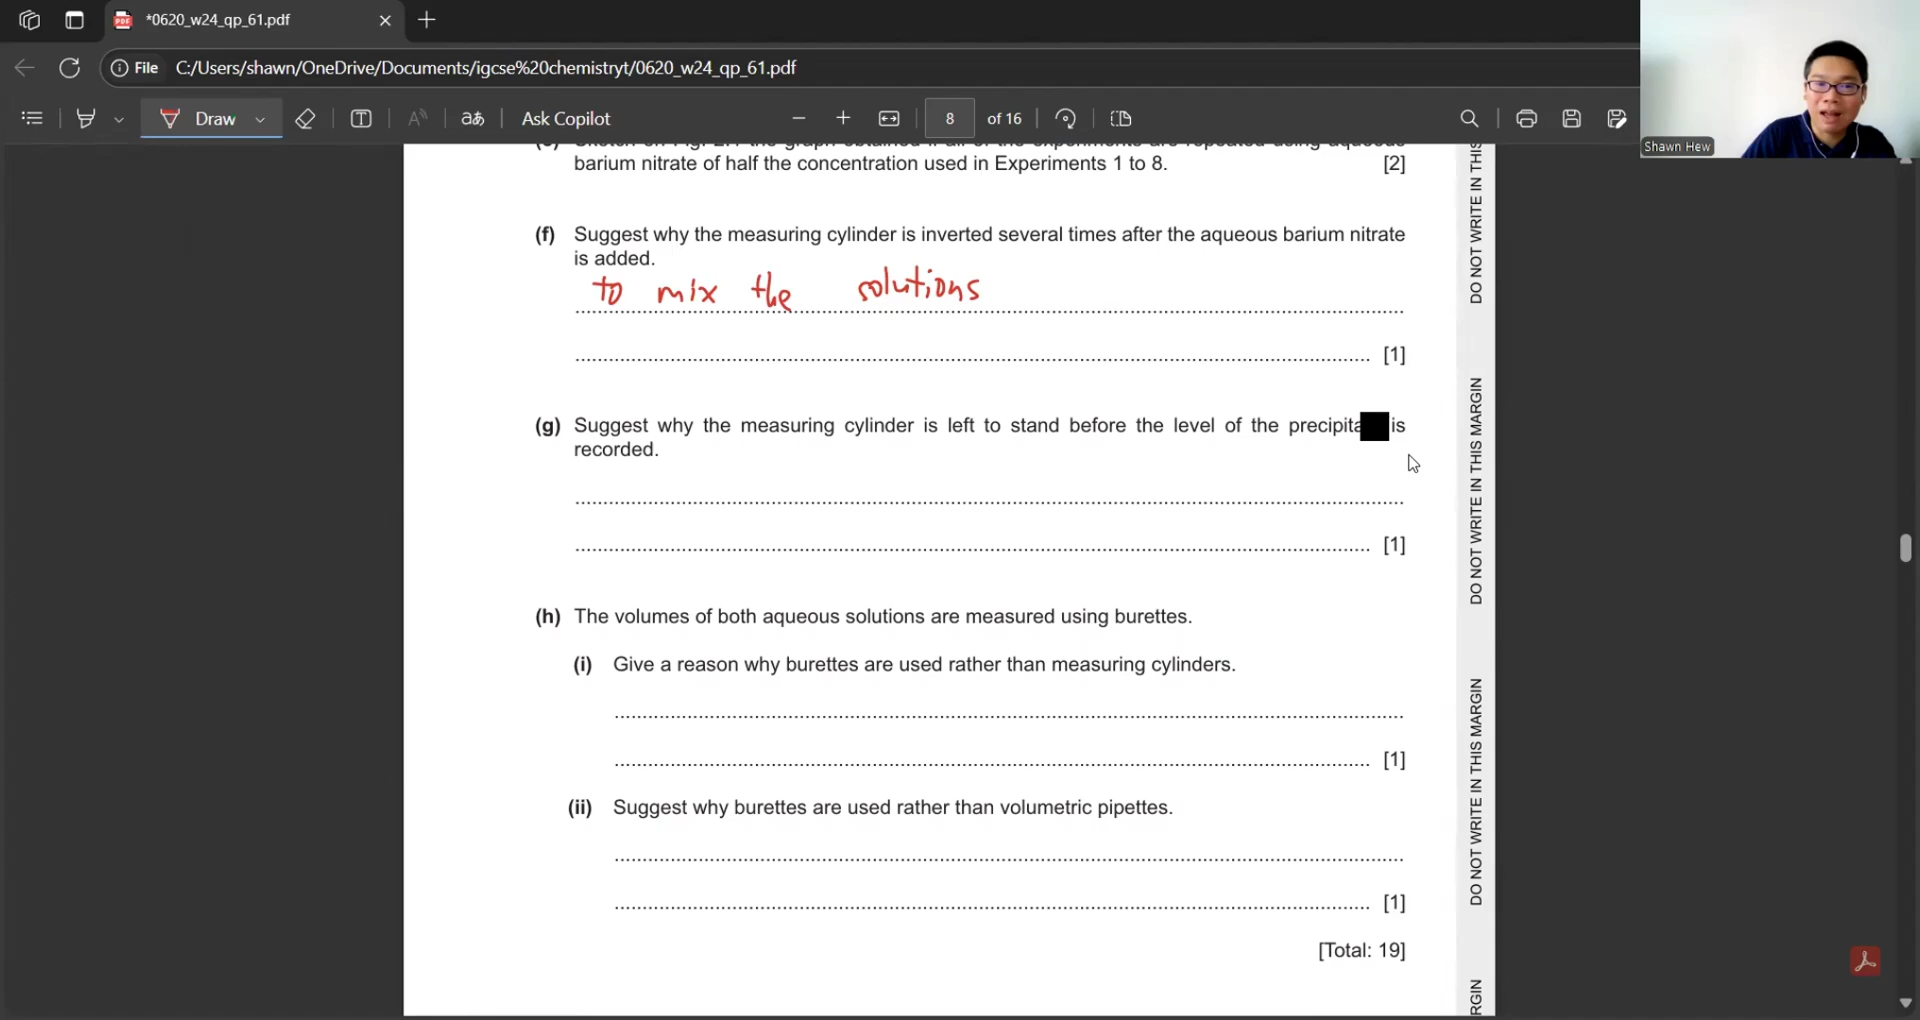 *0620_w24_qp_61.pdf
File C:/Users/shawn/OneDrive/Documents/igcse%20chemistryt/0620_w24_qp_61.pdf
Draw Ask Copilot 8 of 16
Shawn Hew
barium nitrate of half the concentration used in Experiments 1 to 8. [2]
(f) Suggest why the measuring cylinder is inverted several times after the aqueous barium nitrate
is added.
to mix the solutions
[1]
(g) Suggest why the measuring cylinder is left to stand before the level of the is
recorded.
[1]
(h) The volumes of both aqueous solutions are measured using burettes.
(i) Give a reason why burettes are used rather than measuring cylinders.
[1]
(ii) Suggest why burettes are used rather than volumetric pipettes.
[1]
[Total: 19]
DO NOT WRITE IN THIS
DO NOT WRITE IN THIS MARGIN
DO NOT WRITE IN THIS MARGIN
RGIN